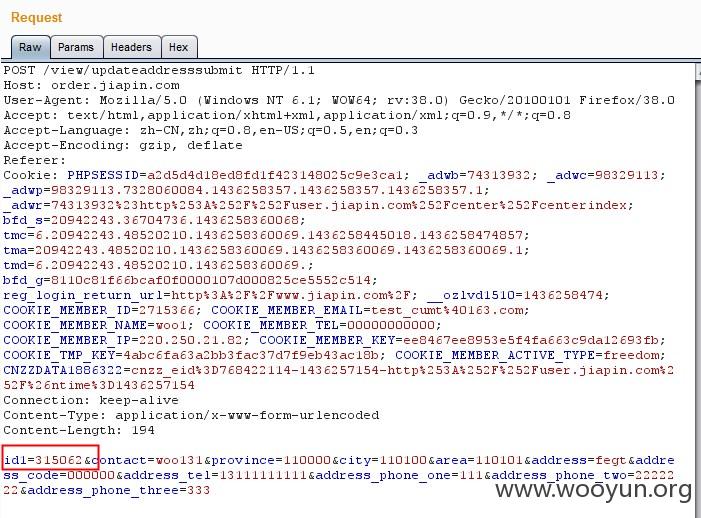 Request
Raw Params Headers Hex
POST /view/updateaddresssubmit HTTP/1.1
Host: order.jiapin.com
User-Agent: Mozilla/5.0 (Windows NT 6.1; WOW64; rv:38.0) Gecko/20100101 Firefox/38.0
Accept: text/html,application/xhtml+xml,application/xml;q=0.9,*/*;q=0.8
Accept-Language: zh-CN,zh;q=0.8,en-US;q=0.5,en;q=0.3
Accept-Encoding: gzip, deflate
Referer:
Cookie: PHPSESSID=a2d5d4d18ed8fd1f423148025c9e3ca1; _adwb=74313932; _adwc=98329113;
_adwp=98329113.7328060084.1436258357.1436258357.1436258357.1;
_adwr=74313932%23http%253A%252F%252Fuser.jiapin.com%252Fcenter%252Fcenterindex;
bfd_s=20942243.36704736.1436258360068;
tmc=6.20942243.48520210.1436258360069.1436258445018.1436258474857;
tma=20942243.48520210.1436258360069.1436258360069.1436258360069.1;
tmd=6.20942243.48520210.1436258360069.;
bfd_g=8110c81f66bcaf0f0000107d000825ce5552c514;
reg_login_return_url=http%3A%2F%2Fwww.jiapin.com%2F; __ozlvd1510=1436258474;
COOKIE_MEMBER_ID=2715366; COOKIE_MEMBER_EMAIL=test_cumt%40163.com;
COOKIE_MEMBER_NAME=woo1; COOKIE_MEMBER_TEL=00000000000;
COOKIE_MEMBER_IP=220.250.21.82; COOKIE_MEMBER_KEY=ee8467ee8953e5f4fa663c9da12693fb;
COOKIE_TMP_KEY=4abc6fa63a2bb3fac37d7f9eb43ac18b; COOKIE_MEMBER_ACTIVE_TYPE=freedom;
CNZZDATA1886322=cnzz_eid%3D768422114-1436257154-http%253A%252F%252Fuser.jiapin.com%2
52F%26ntime%3D1436257154
Connection: keep-alive
Content-Type: application/x-www-form-urlencoded
Content-Length: 194
id1=315062&contact=woo131&province=110000&city=110100&area=110101&address=fegt&addre
ss_code=000000&address_tel=13111111111&address_phone_one=111&address_phone_two=22222
22&address_phone_three=333
www.wooyun.org